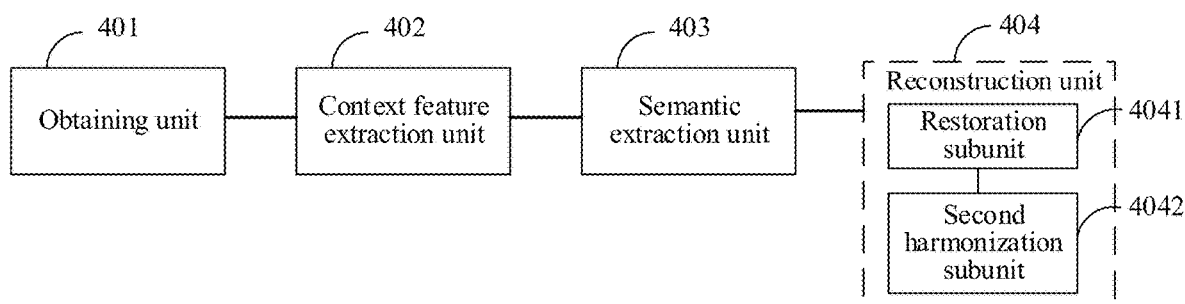 401
402
403
404
Obtaining unit
Context feature
extraction unit
Semantic
extraction unit
Reconstruction unit
Restoration
subunit
4041
Second
harmonization
subunit
4042